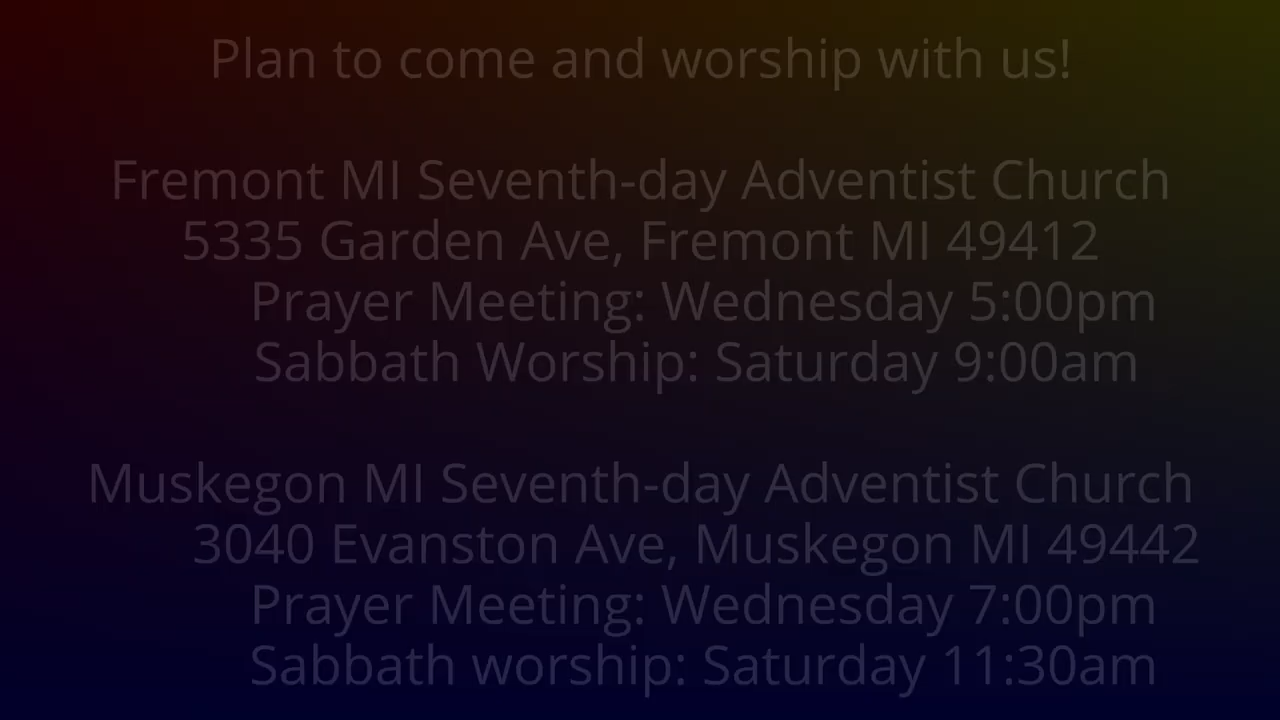 Plan to come and worship with us!
Fremont MI Seventh-day Adventist Church
5335 Garden Ave, Fremont MI 49412
Prayer Meeting: Wednesday 5:00pm
Sabbath Worship: Saturday 9:00am
Muskegon MI Seventh-day Adventist Church
3040 Evanston Ave, Muskegon MI 49442
Prayer Meeting: Wednesday 7:00pm
Sabbath worship: Saturday 11:30am